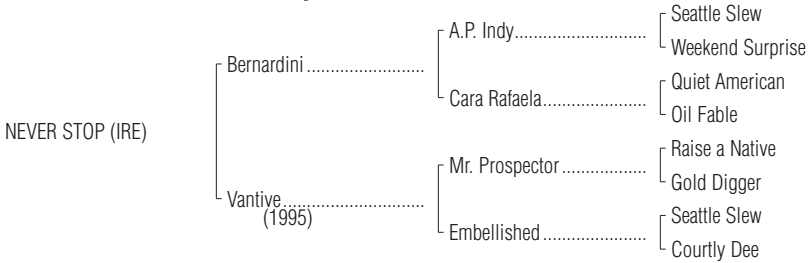 Seattle Slew
A.P. Indy..............................
Weekend Surprise
Bernardini ...........................
Quiet American
Cara Rafaela........................
Oil Fable
NEVER STOP (IRE)
Raise a Native
Mr. Prospector .....................
Gold Digger
Vantive................................
(1995)
Seattle Slew
Embellished ........................
Courtly Dee